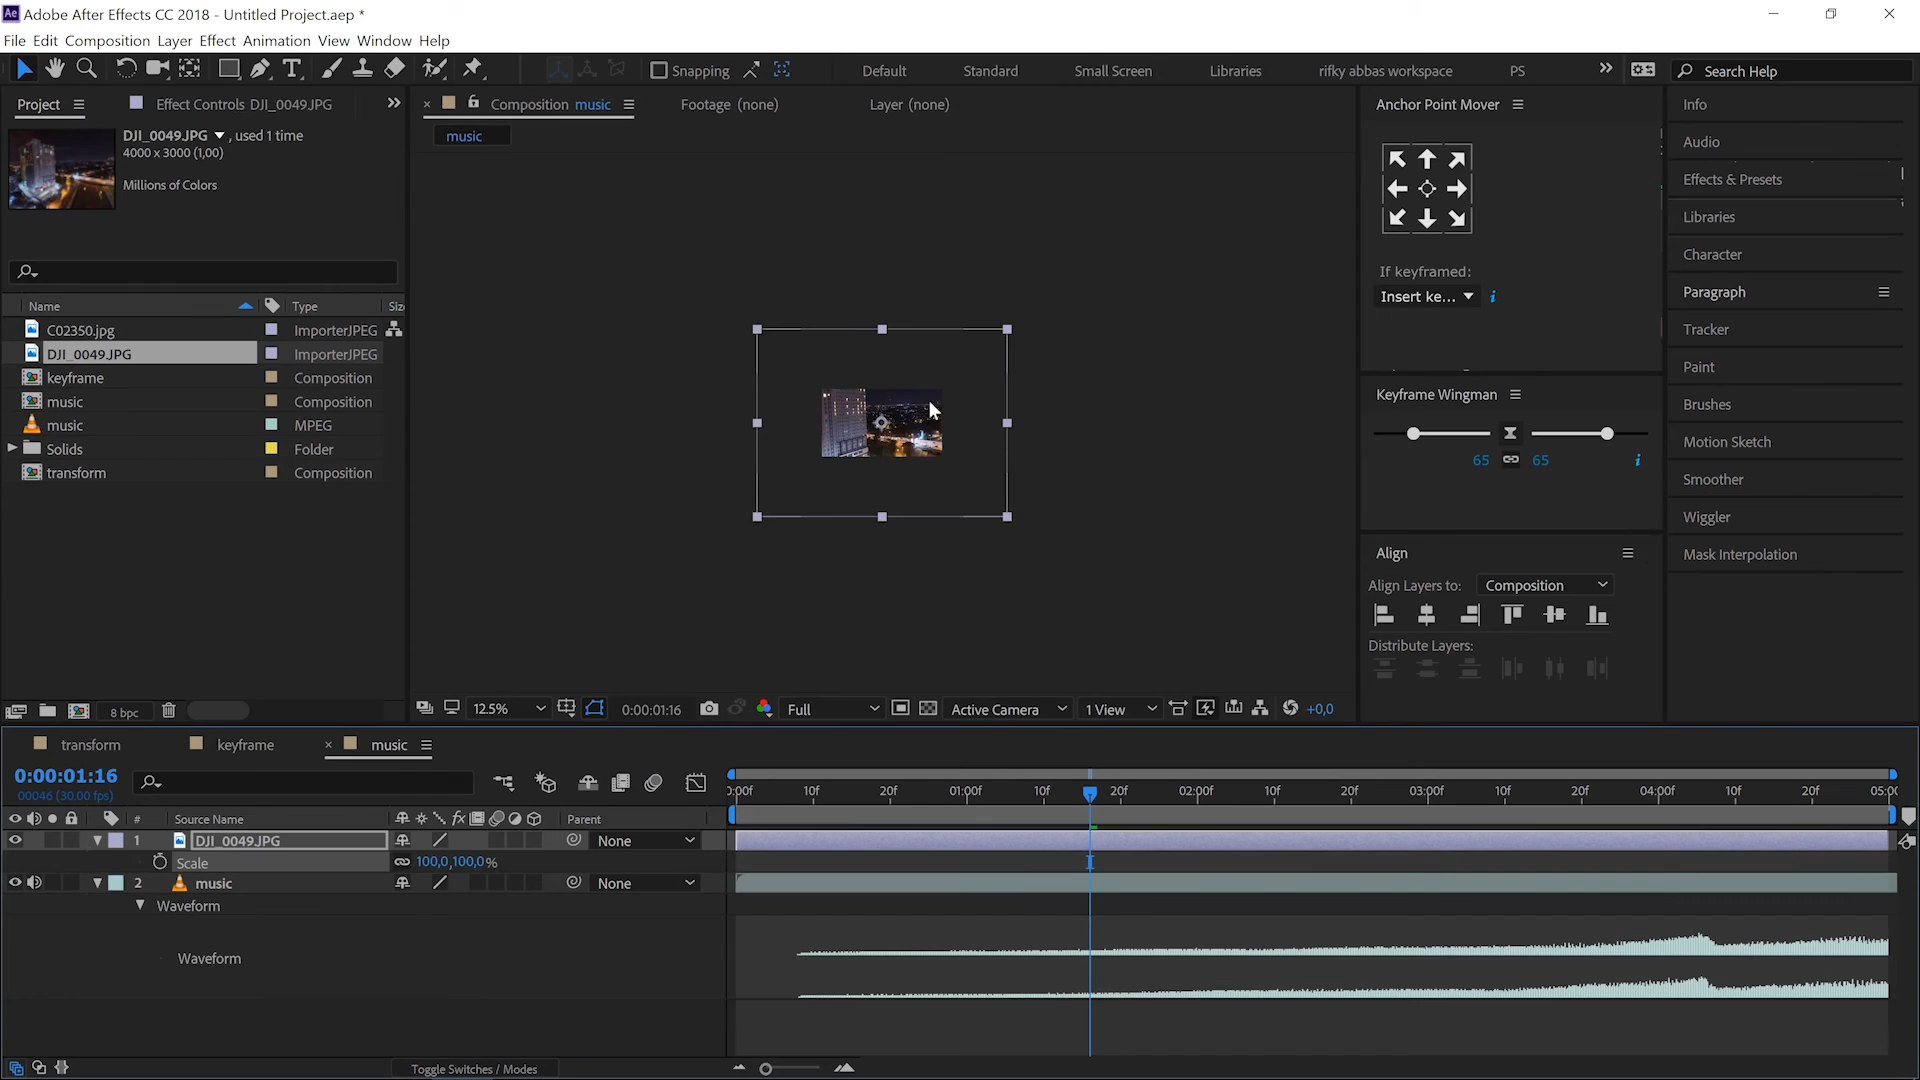 Ae Adobe After Effects CC 2018 - Untitled Project.aep *
File Edit Composition Layer Effect Animation View Window Help
Snapping Default Standard Small Screen Libraries rifky abbas workspace PS Search Help
Project Effect Controls DJI_0049.JPG Composition music Footage (none) Layer (none)
music
DJI_0049.JPG , used 1 time
4000 x 3000 (1,00)
Millions of Colors
Name Type Siz
C02350.jpg ImporterJPEG
DJI_0049.JPG ImporterJPEG
keyframe Composition
music Composition
music MPEG
Solids Folder
transform Composition
8 bpc
12.5% 0:00:01:16 Full Active Camera 1 View +0,0
Anchor Point Mover
If keyframed:
Insert ke...
Keyframe Wingman
65 65
Align
Align Layers to: Composition
Distribute Layers:
Info
Audio
Effects & Presets
Libraries
Character
Paragraph
Tracker
Paint
Brushes
Motion Sketch
Smoother
Wiggler
Mask Interpolation
transform keyframe music
0:00:01:16
00046 (30.00 fps)
0:00f 10f 20f 01:00f 10f 20f 02:00f 10f 20f 03:00f 10f 20f 04:00f 10f 20f 05:00
# Source Name fx Parent
1 DJI_0049.JPG None
Scale 100,0,100,0%
2 music None
Waveform
Waveform
Toggle Switches / Modes